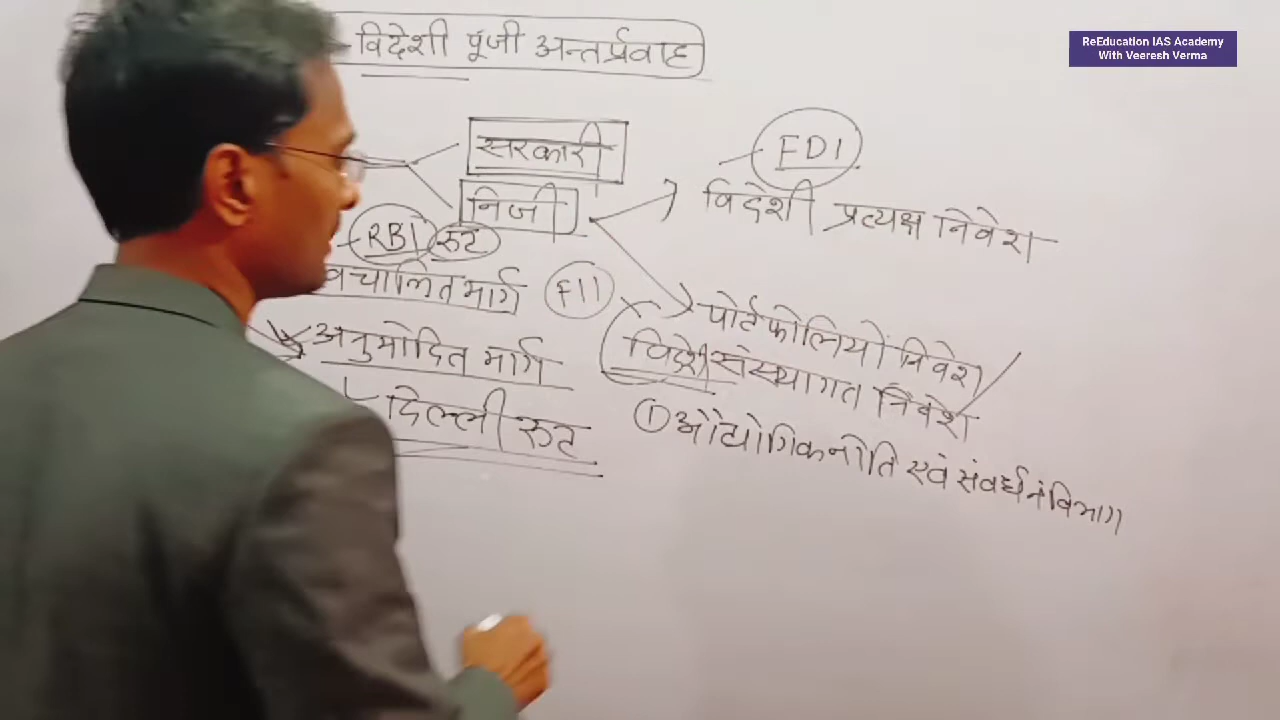 विदेशी पूंजी अन्तर्प्रवाह
ReEducation IAS Academy
With Veeresh Verma
सरकारी
निजी
FDI
विदेशी प्रत्यक्ष निवेश
RBI रुट
चालित मार्ग
FII
अनुमोदित मार्ग
दिल्ली रुट
पोर्टफोलियों निवेश/
विदेशी संस्थागत निवेश
① औद्योगिक नीति एवं संवर्धन विभाग